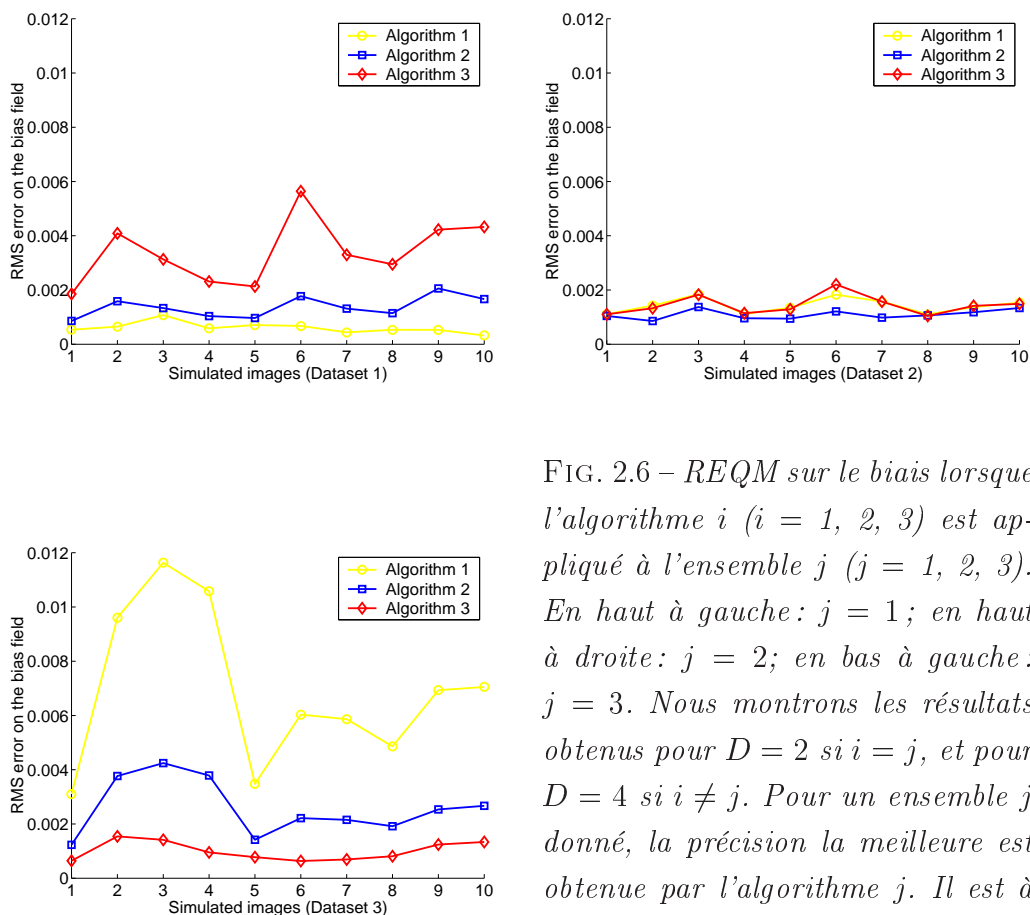 0.012
0.01
0.008
0.006
0.004
0.002
0
RMS error on the bias field
Algorithm 1
Algorithm 2
Algorithm 3
1 2 3 4 5 6 7 8 9 10
Simulated images (Dataset 1)
0.012
0.01
0.008
0.006
0.004
0.002
0
RMS error on the bias field
Algorithm 1
Algorithm 2
Algorithm 3
1 2 3 4 5 6 7 8 9 10
Simulated images (Dataset 2)
0.012
0.01
0.008
0.006
0.004
0.002
0
RMS error on the bias field
Algorithm 1
Algorithm 2
Algorithm 3
1 2 3 4 5 6 7 8 9 10
Simulated images (Dataset 3)
FIG. 2.6 – REQM sur le biais lorsque
l'algorithme i (i = 1, 2, 3) est ap-
pliqué à l'ensemble j (j = 1, 2, 3).
En haut à gauche : j = 1 ; en haut
à droite : j = 2; en bas à gauche :
j = 3. Nous montrons les résultats
obtenus pour D = 2 si i = j, et pour
D = 4 si i ≠ j. Pour un ensemble j
donné, la précision la meilleure est
obtenue par l'algorithme j. Il est à